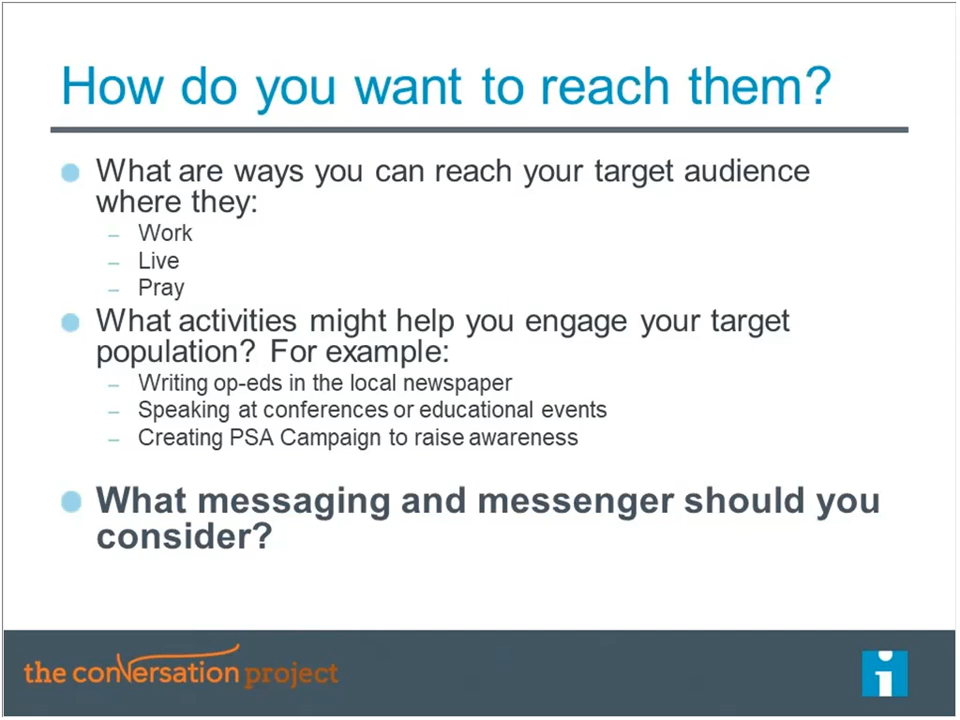 How do you want to reach them?
What are ways you can reach your target audience
where they:
– Work
– Live
– Pray
What activities might help you engage your target
population? For example:
– Writing op-eds in the local newspaper
– Speaking at conferences or educational events
– Creating PSA Campaign to raise awareness
What messaging and messenger should you
consider?
the conversation project
i